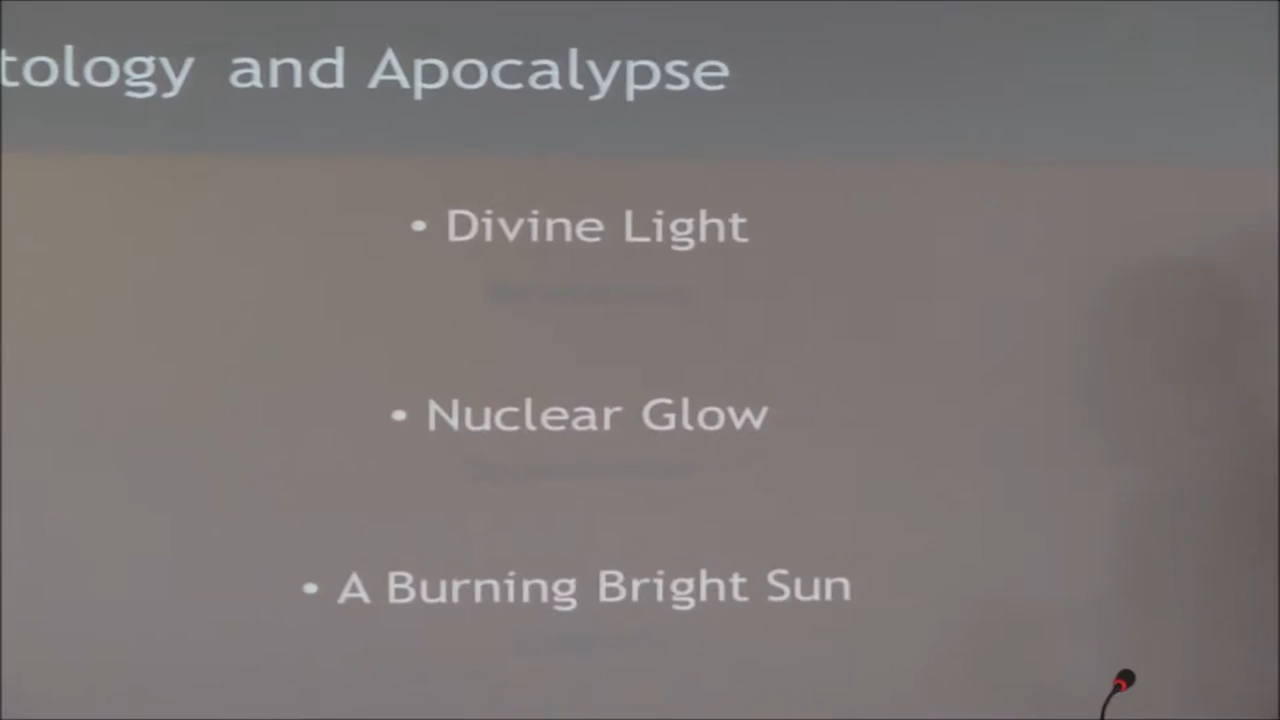 tology and Apocalypse
• Divine Light
• Nuclear Glow
• A Burning Bright Sun